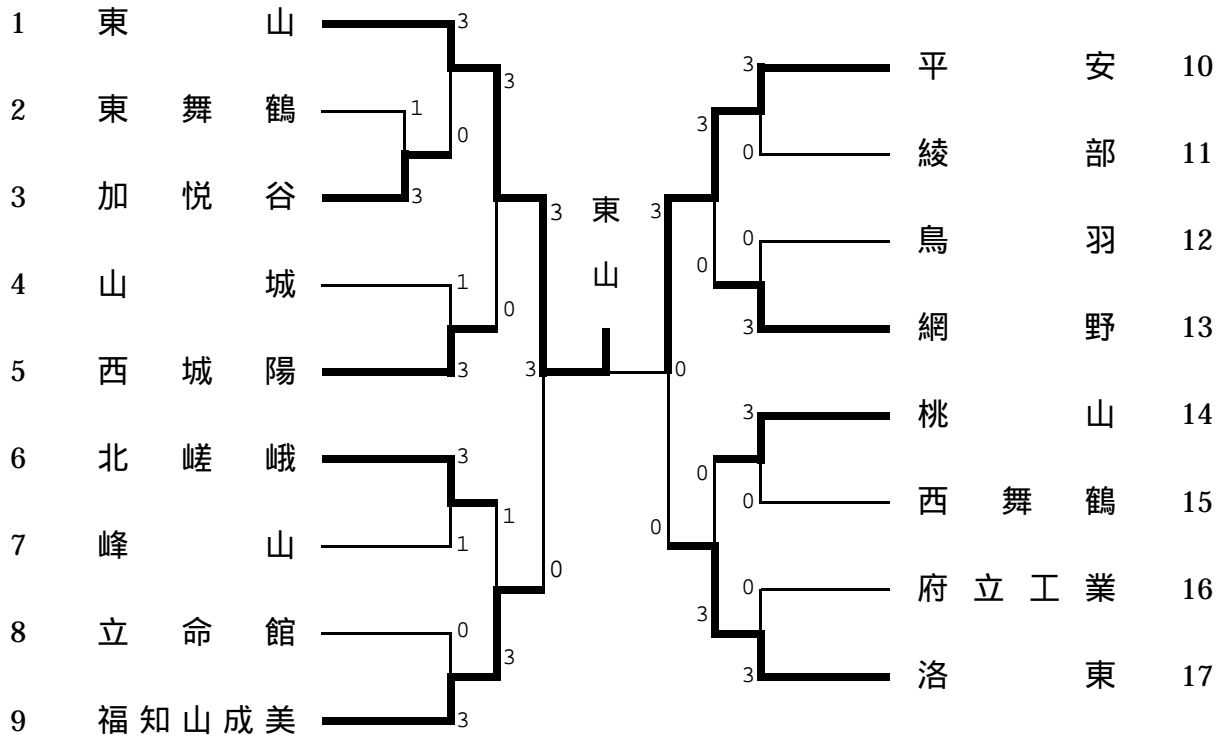 1 東山
2 東舞鶴
3 加悦谷
4 山城
5 西城陽
6 北嵯峨
7 峰山
8 立命館
9 福知山成美
3
1
0
3
3
1
0
3
3
1
1
0
3
3
3
0
3
東山
0
3
0
3
0
3
0
0
3
0
3
3
0
0
3
平安 10
綾部 11
鳥羽 12
網野 13
桃山 14
西舞鶴 15
府立工業 16
洛東 17